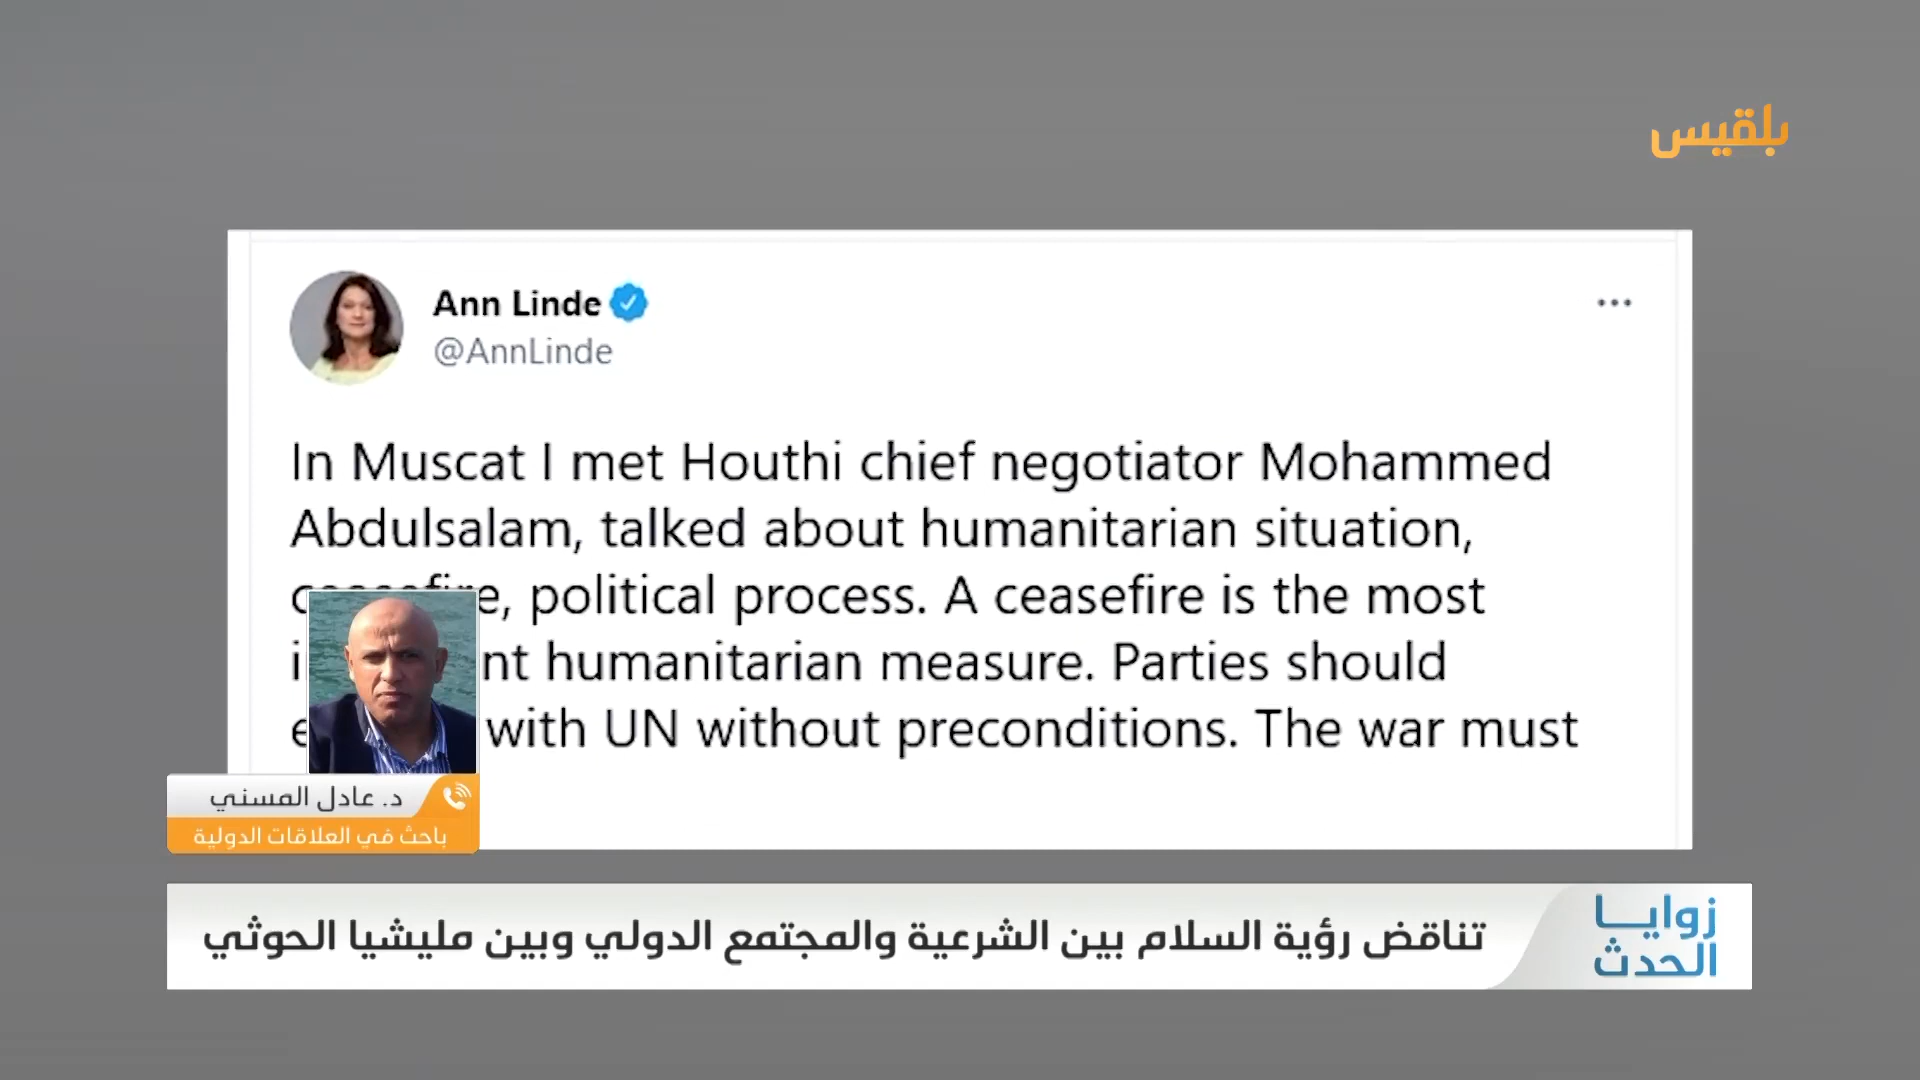 بلقيس
Ann Linde
@AnnLinde
In Muscat I met Houthi chief negotiator Mohammed
Abdulsalam, talked about humanitarian situation,
political process. A ceasefire is the most
humanitarian measure. Parties should
with UN without preconditions. The war must
د. عادل المسني
باحث في العلاقات الدولية
زوايا
الحدث
تناقض رؤية السلام بين الشرعية والمجتمع الدولي وبين مليشيا الحوثي